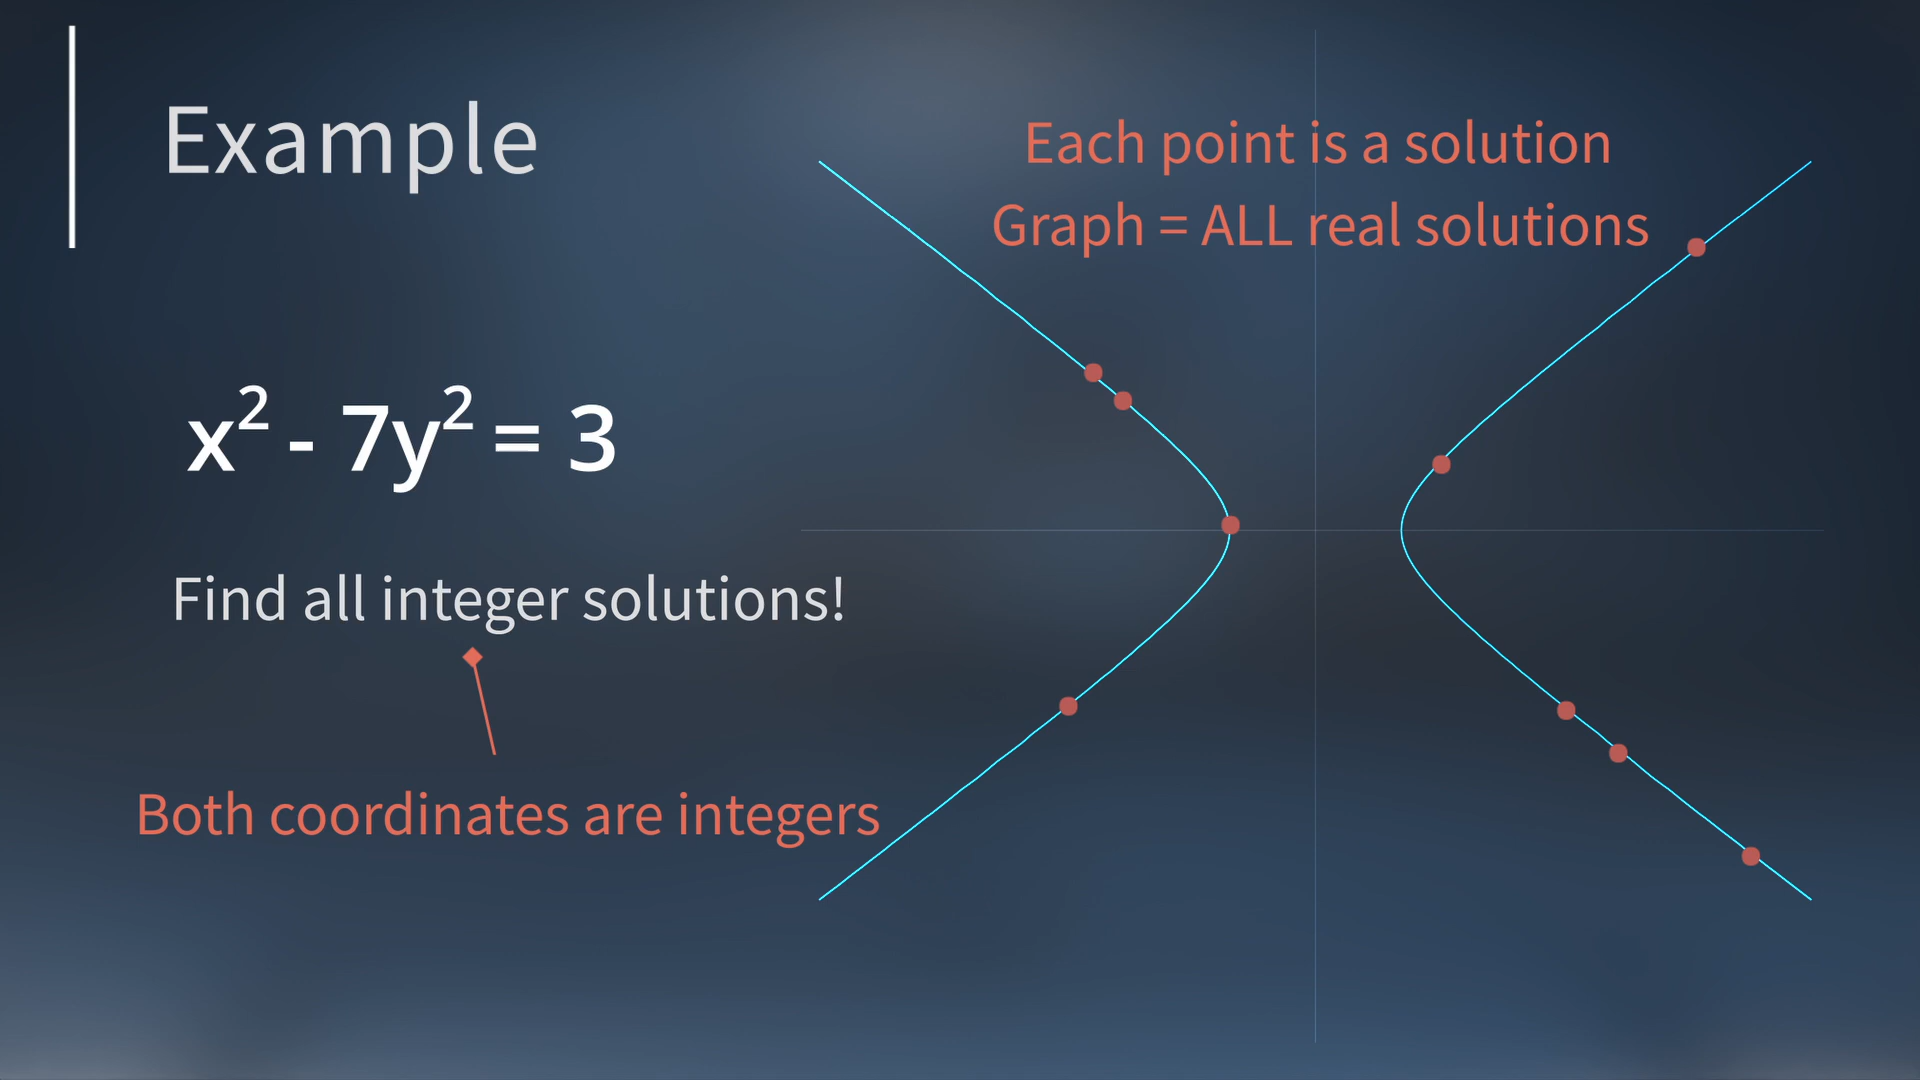 Example
Each point is a solution
Graph = ALL real solutions
x² - 7y² = 3
Find all integer solutions!
Both coordinates are integers